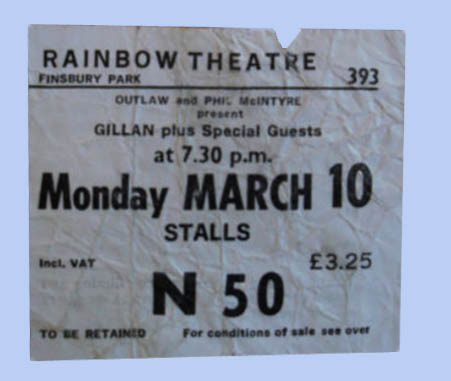 RAINBOW THEATRE
FINSBURY PARK 393
OUTLAW and PHIL McINTYRE
present
GILLAN plus Special Guests
at 7.30 p.m.
Monday MARCH 10
STALLS
Incl. VAT £3.25
N 50
TO BE RETAINED For conditions of sale see over